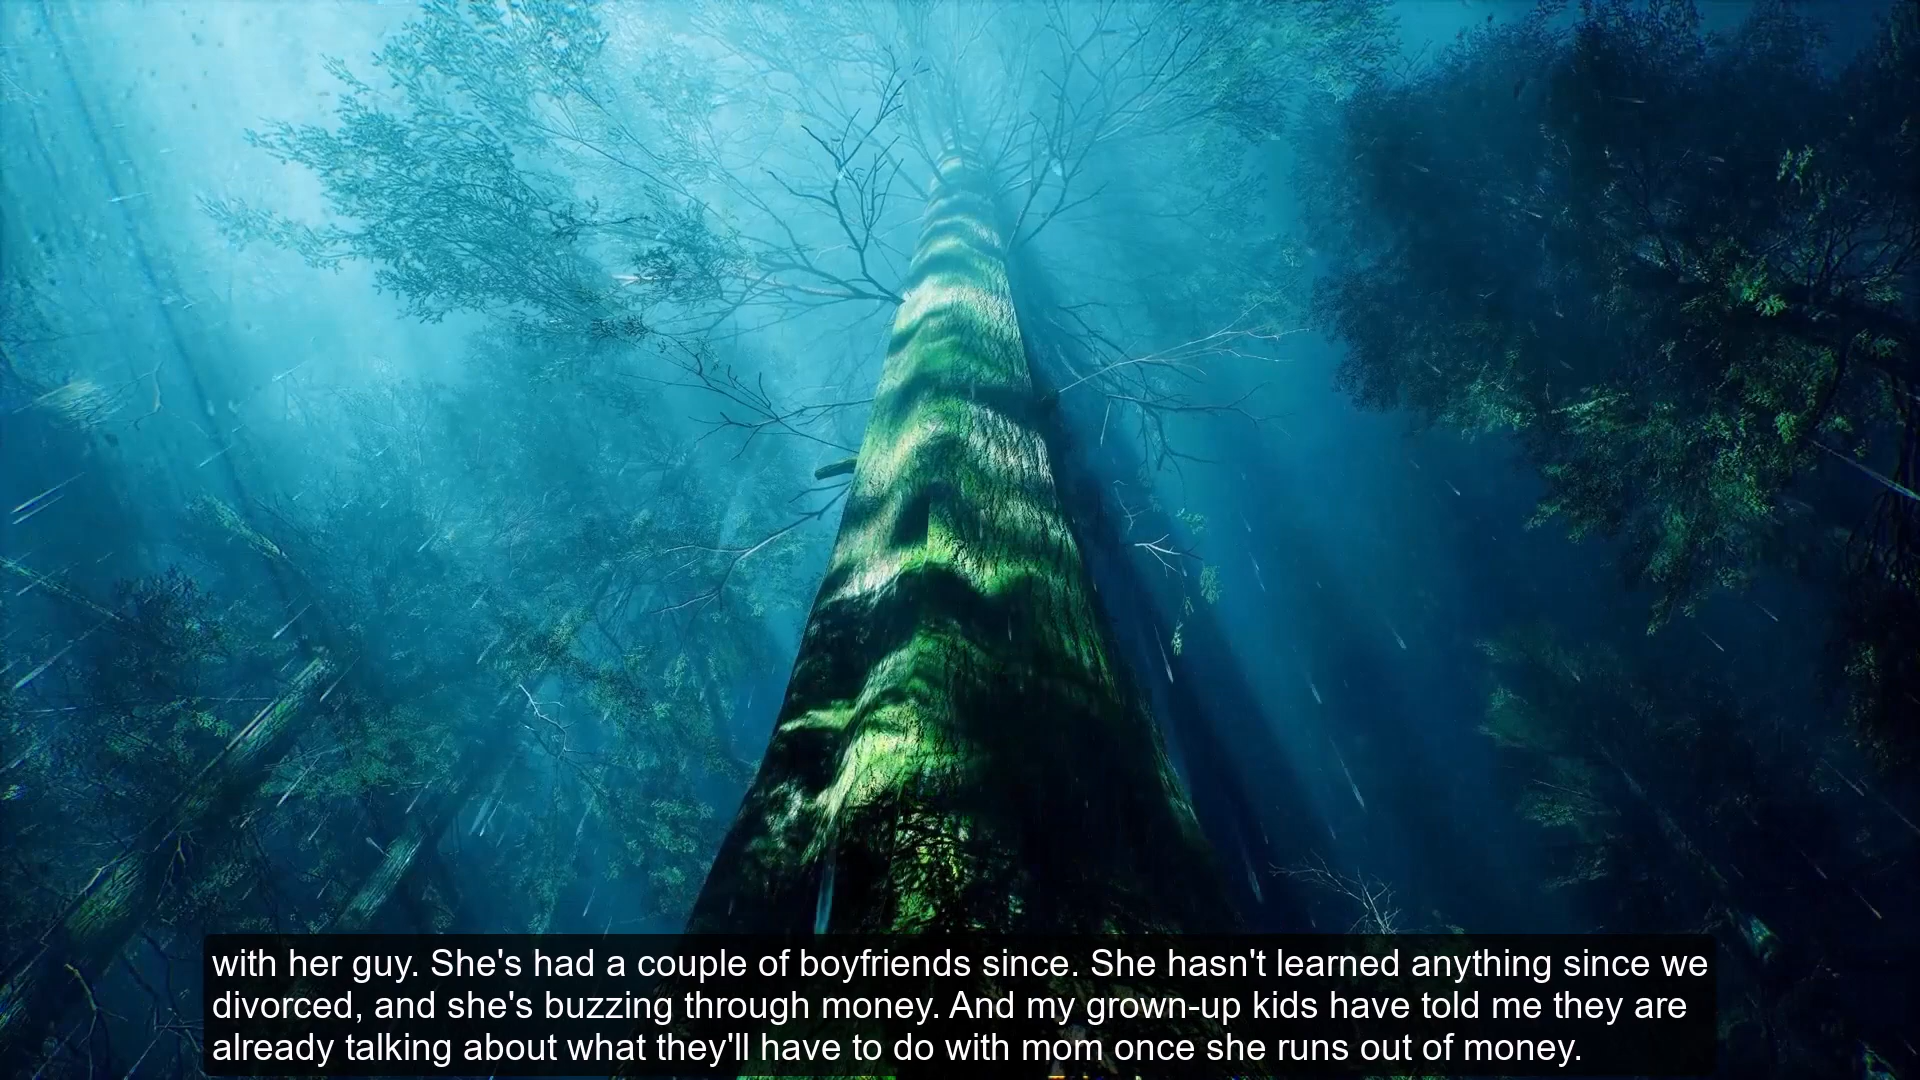 with her guy. She's had a couple of boyfriends since. She hasn't learned anything since we
divorced, and she's buzzing through money. And my grown-up kids have told me they are
already talking about what they'll have to do with mom once she runs out of money.